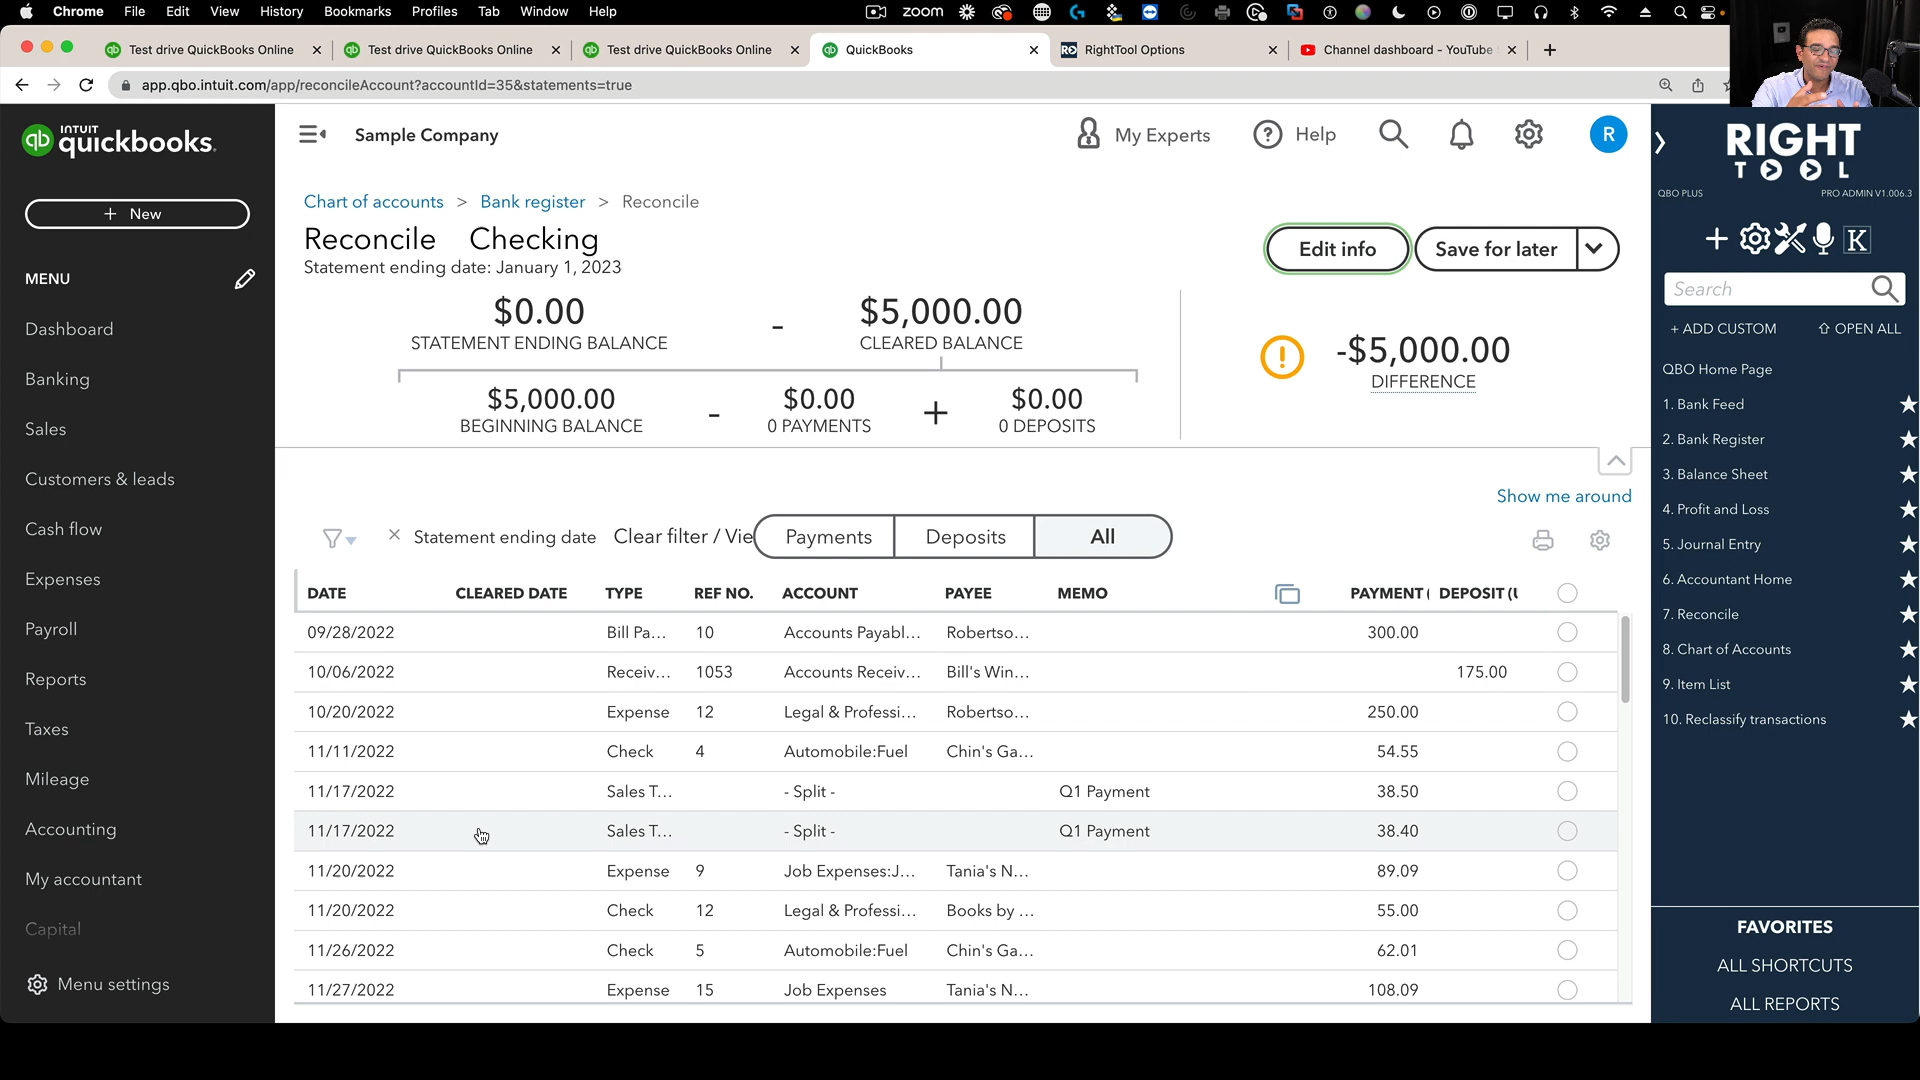 Chrome File Edit View History Bookmarks Profiles Tab Window Help
zoom
Test drive QuickBooks Online
Test drive QuickBooks Online
Test drive QuickBooks Online
QuickBooks
RightTool Options
Channel dashboard - YouTube
app.qbo.intuit.com/app/reconcileAccount?accountId=35&statements=true
INTUIT
quickbooks.
+ New
MENU
Dashboard
Banking
Sales
Customers & leads
Cash flow
Expenses
Payroll
Reports
Taxes
Mileage
Accounting
My accountant
Capital
Menu settings
Sample Company
My Experts
Help
R
Chart of accounts > Bank register > Reconcile
Reconcile Checking
Statement ending date: January 1, 2023
Edit info
Save for later
$0.00
STATEMENT ENDING BALANCE
-
$5,000.00
CLEARED BALANCE
$5,000.00
BEGINNING BALANCE
-
$0.00
0 PAYMENTS
+
$0.00
0 DEPOSITS
-$5,000.00
DIFFERENCE
Show me around
Statement ending date
Clear filter / Vie
Payments
Deposits
All
DATE CLEARED DATE TYPE REF NO. ACCOUNT PAYEE MEMO PAYMENT ( DEPOSIT (U
09/28/2022 Bill Pa... 10 Accounts Payabl... Robertso... 300.00
10/06/2022 Receiv... 1053 Accounts Receiv... Bill's Win... 175.00
10/20/2022 Expense 12 Legal & Professi... Robertso... 250.00
11/11/2022 Check 4 Automobile:Fuel Chin's Ga... 54.55
11/17/2022 Sales T... - Split - Q1 Payment 38.50
11/17/2022 Sales T... - Split - Q1 Payment 38.40
11/20/2022 Expense 9 Job Expenses:J... Tania's N... 89.09
11/20/2022 Check 12 Legal & Professi... Books by ... 55.00
11/26/2022 Check 5 Automobile:Fuel Chin's Ga... 62.01
11/27/2022 Expense 15 Job Expenses Tania's N... 108.09
RIGHT
TOOL
QBO PLUS
PRO ADMIN V1.006.3
K
Search
+ ADD CUSTOM
OPEN ALL
QBO Home Page
1. Bank Feed
2. Bank Register
3. Balance Sheet
4. Profit and Loss
5. Journal Entry
6. Accountant Home
7. Reconcile
8. Chart of Accounts
9. Item List
10. Reclassify transactions
FAVORITES
ALL SHORTCUTS
ALL REPORTS